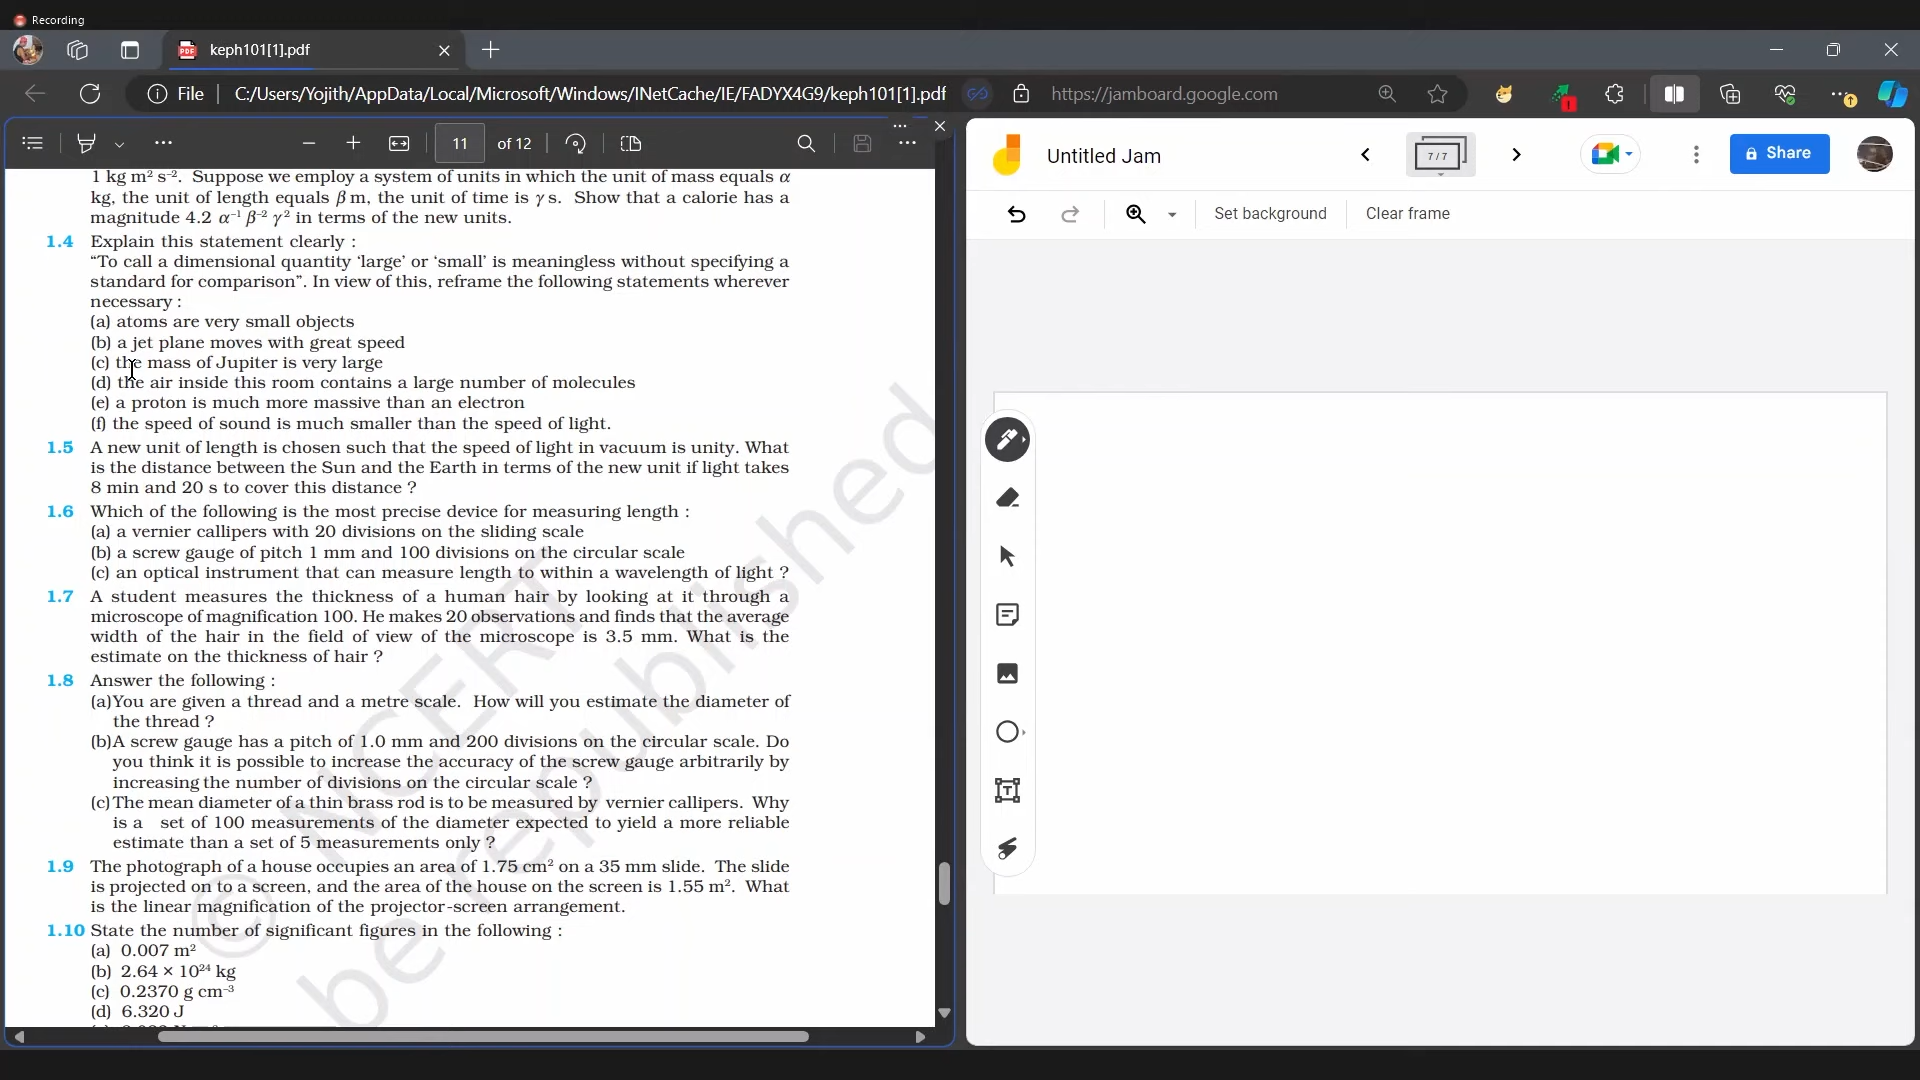 Recording
keph101[1].pdf
File
C:/Users/Yojith/AppData/Local/Microsoft/Windows/INetCache/IE/FADYX4G9/keph101[1].pdf
https://jamboard.google.com
11 of 12
1 kg m² s⁻². Suppose we employ a system of units in which the unit of mass equals α
kg, the unit of length equals β m, the unit of time is γ s. Show that a calorie has a
magnitude 4.2 α⁻¹ β⁻² γ² in terms of the new units.
1.4 Explain this statement clearly :
“To call a dimensional quantity ‘large’ or ‘small’ is meaningless without specifying a
standard for comparison”. In view of this, reframe the following statements wherever
necessary :
(a) atoms are very small objects
(b) a jet plane moves with great speed
(c) the mass of Jupiter is very large
(d) the air inside this room contains a large number of molecules
(e) a proton is much more massive than an electron
(f) the speed of sound is much smaller than the speed of light.
1.5 A new unit of length is chosen such that the speed of light in vacuum is unity. What
is the distance between the Sun and the Earth in terms of the new unit if light takes
8 min and 20 s to cover this distance ?
1.6 Which of the following is the most precise device for measuring length :
(a) a vernier callipers with 20 divisions on the sliding scale
(b) a screw gauge of pitch 1 mm and 100 divisions on the circular scale
(c) an optical instrument that can measure length to within a wavelength of light ?
1.7 A student measures the thickness of a human hair by looking at it through a
microscope of magnification 100. He makes 20 observations and finds that the average
width of the hair in the field of view of the microscope is 3.5 mm. What is the
estimate on the thickness of hair ?
1.8 Answer the following :
(a)You are given a thread and a metre scale. How will you estimate the diameter of
the thread ?
(b)A screw gauge has a pitch of 1.0 mm and 200 divisions on the circular scale. Do
you think it is possible to increase the accuracy of the screw gauge arbitrarily by
increasing the number of divisions on the circular scale ?
(c)The mean diameter of a thin brass rod is to be measured by vernier callipers. Why
is a set of 100 measurements of the diameter expected to yield a more reliable
estimate than a set of 5 measurements only ?
1.9 The photograph of a house occupies an area of 1.75 cm² on a 35 mm slide. The slide
is projected on to a screen, and the area of the house on the screen is 1.55 m². What
is the linear magnification of the projector-screen arrangement.
1.10 State the number of significant figures in the following :
(a) 0.007 m²
(b) 2.64 × 10²⁴ kg
(c) 0.2370 g cm⁻³
(d) 6.320 J
© NCERT
be republished
Untitled Jam
7 / 7
Share
Set background
Clear frame